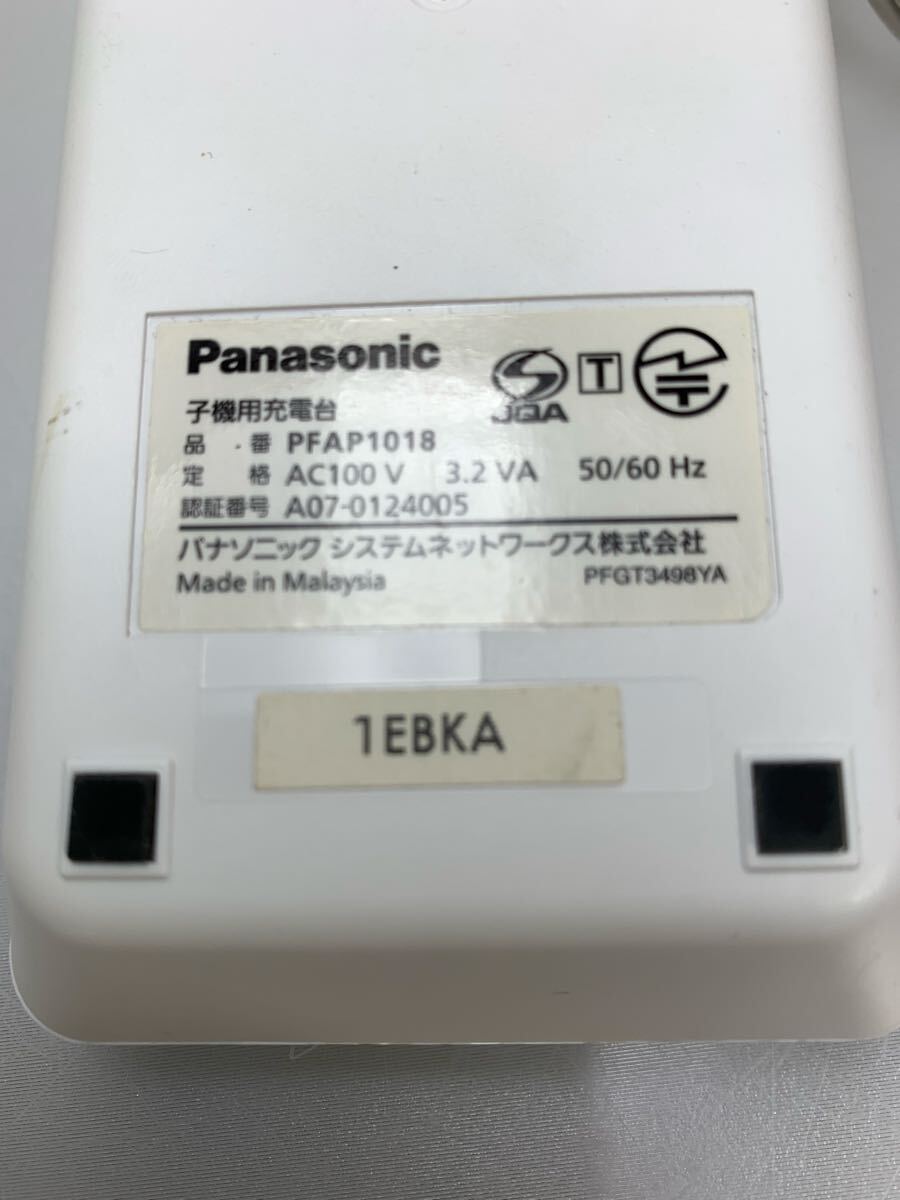 Panasonic
JQA
T
子機用充電台
品 番 PFAP1018
定 格 AC100 V 3.2 VA 50/60 Hz
認証番号 A07-0124005
パナソニック システムネットワークス株式会社
Made in Malaysia PFGT3498YA
1EBKA